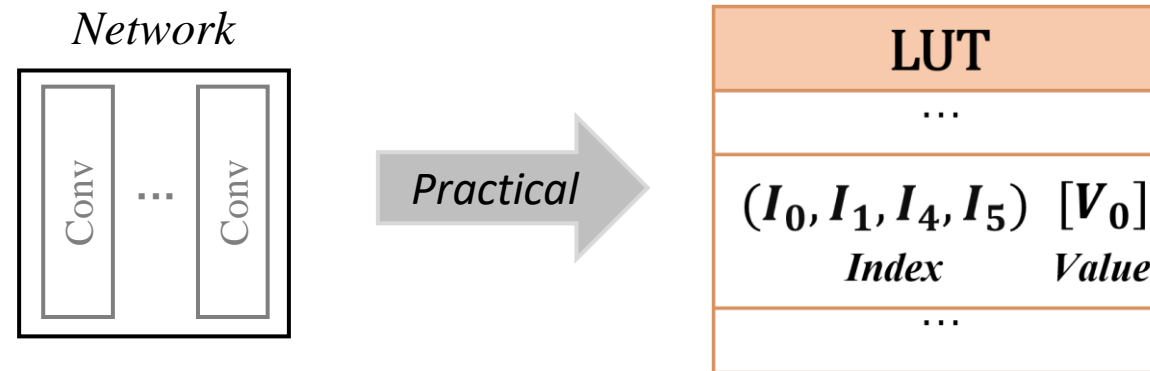 Network
Conv
...
Conv
Practical
LUT
...
(I₀, I₁, I₄, I₅) [V₀]
Index Value
...